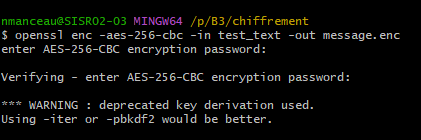 nmanceau@SISR02-03 MINGW64 /p/B3/chiffrement
$ openssl enc -aes-256-cbc -in test_text -out message.enc
enter AES-256-CBC encryption password:
Verifying - enter AES-256-CBC encryption password:
*** WARNING : deprecated key derivation used.
Using -iter or -pbkdf2 would be better.